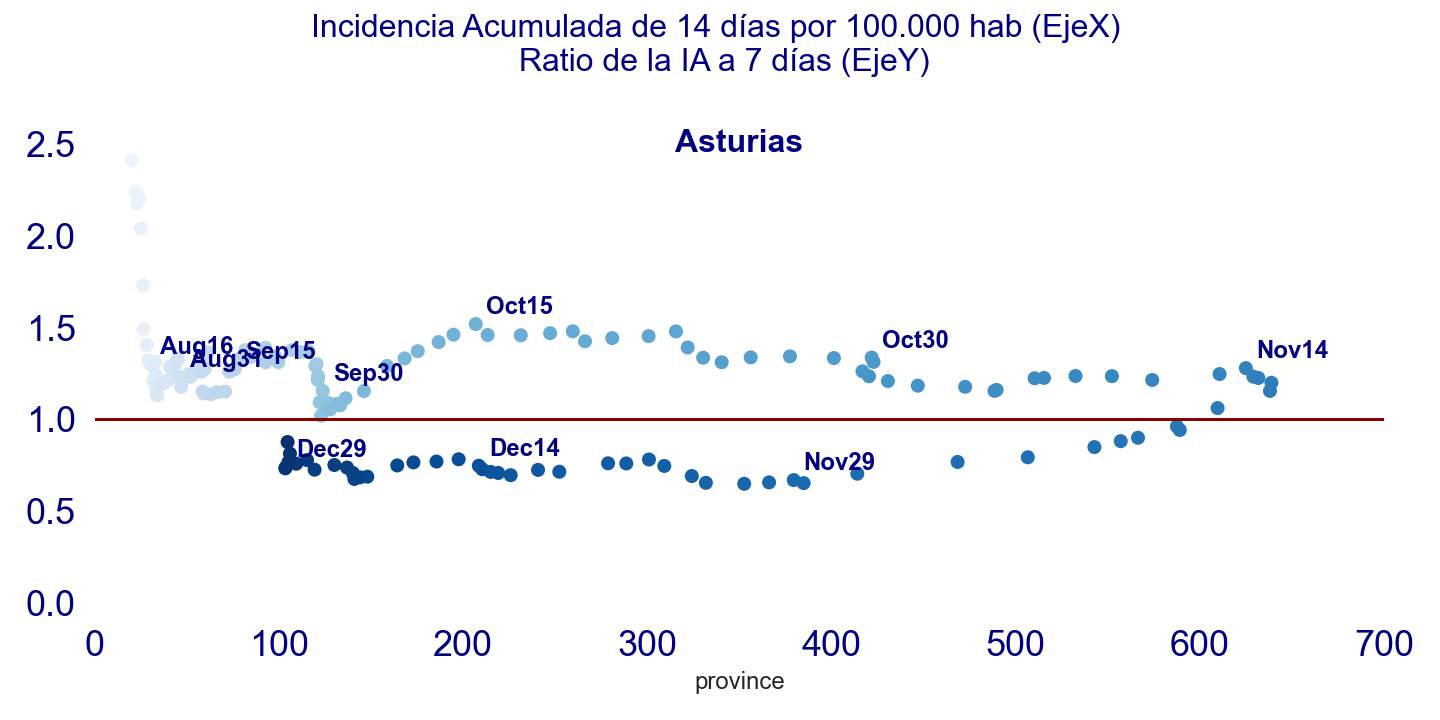 Incidencia Acumulada de 14 días por 100.000 hab (EjeX)
Ratio de la IA a 7 días (EjeY)
Asturias
2.5
2.0
1.5
1.0
0.5
0.0
Oct15
Oct30
Nov14
Aug16
Aug31
Sep15
Sep30
Dec29
Dec14
Nov29
0 100 200 300 400 500 600 700
province